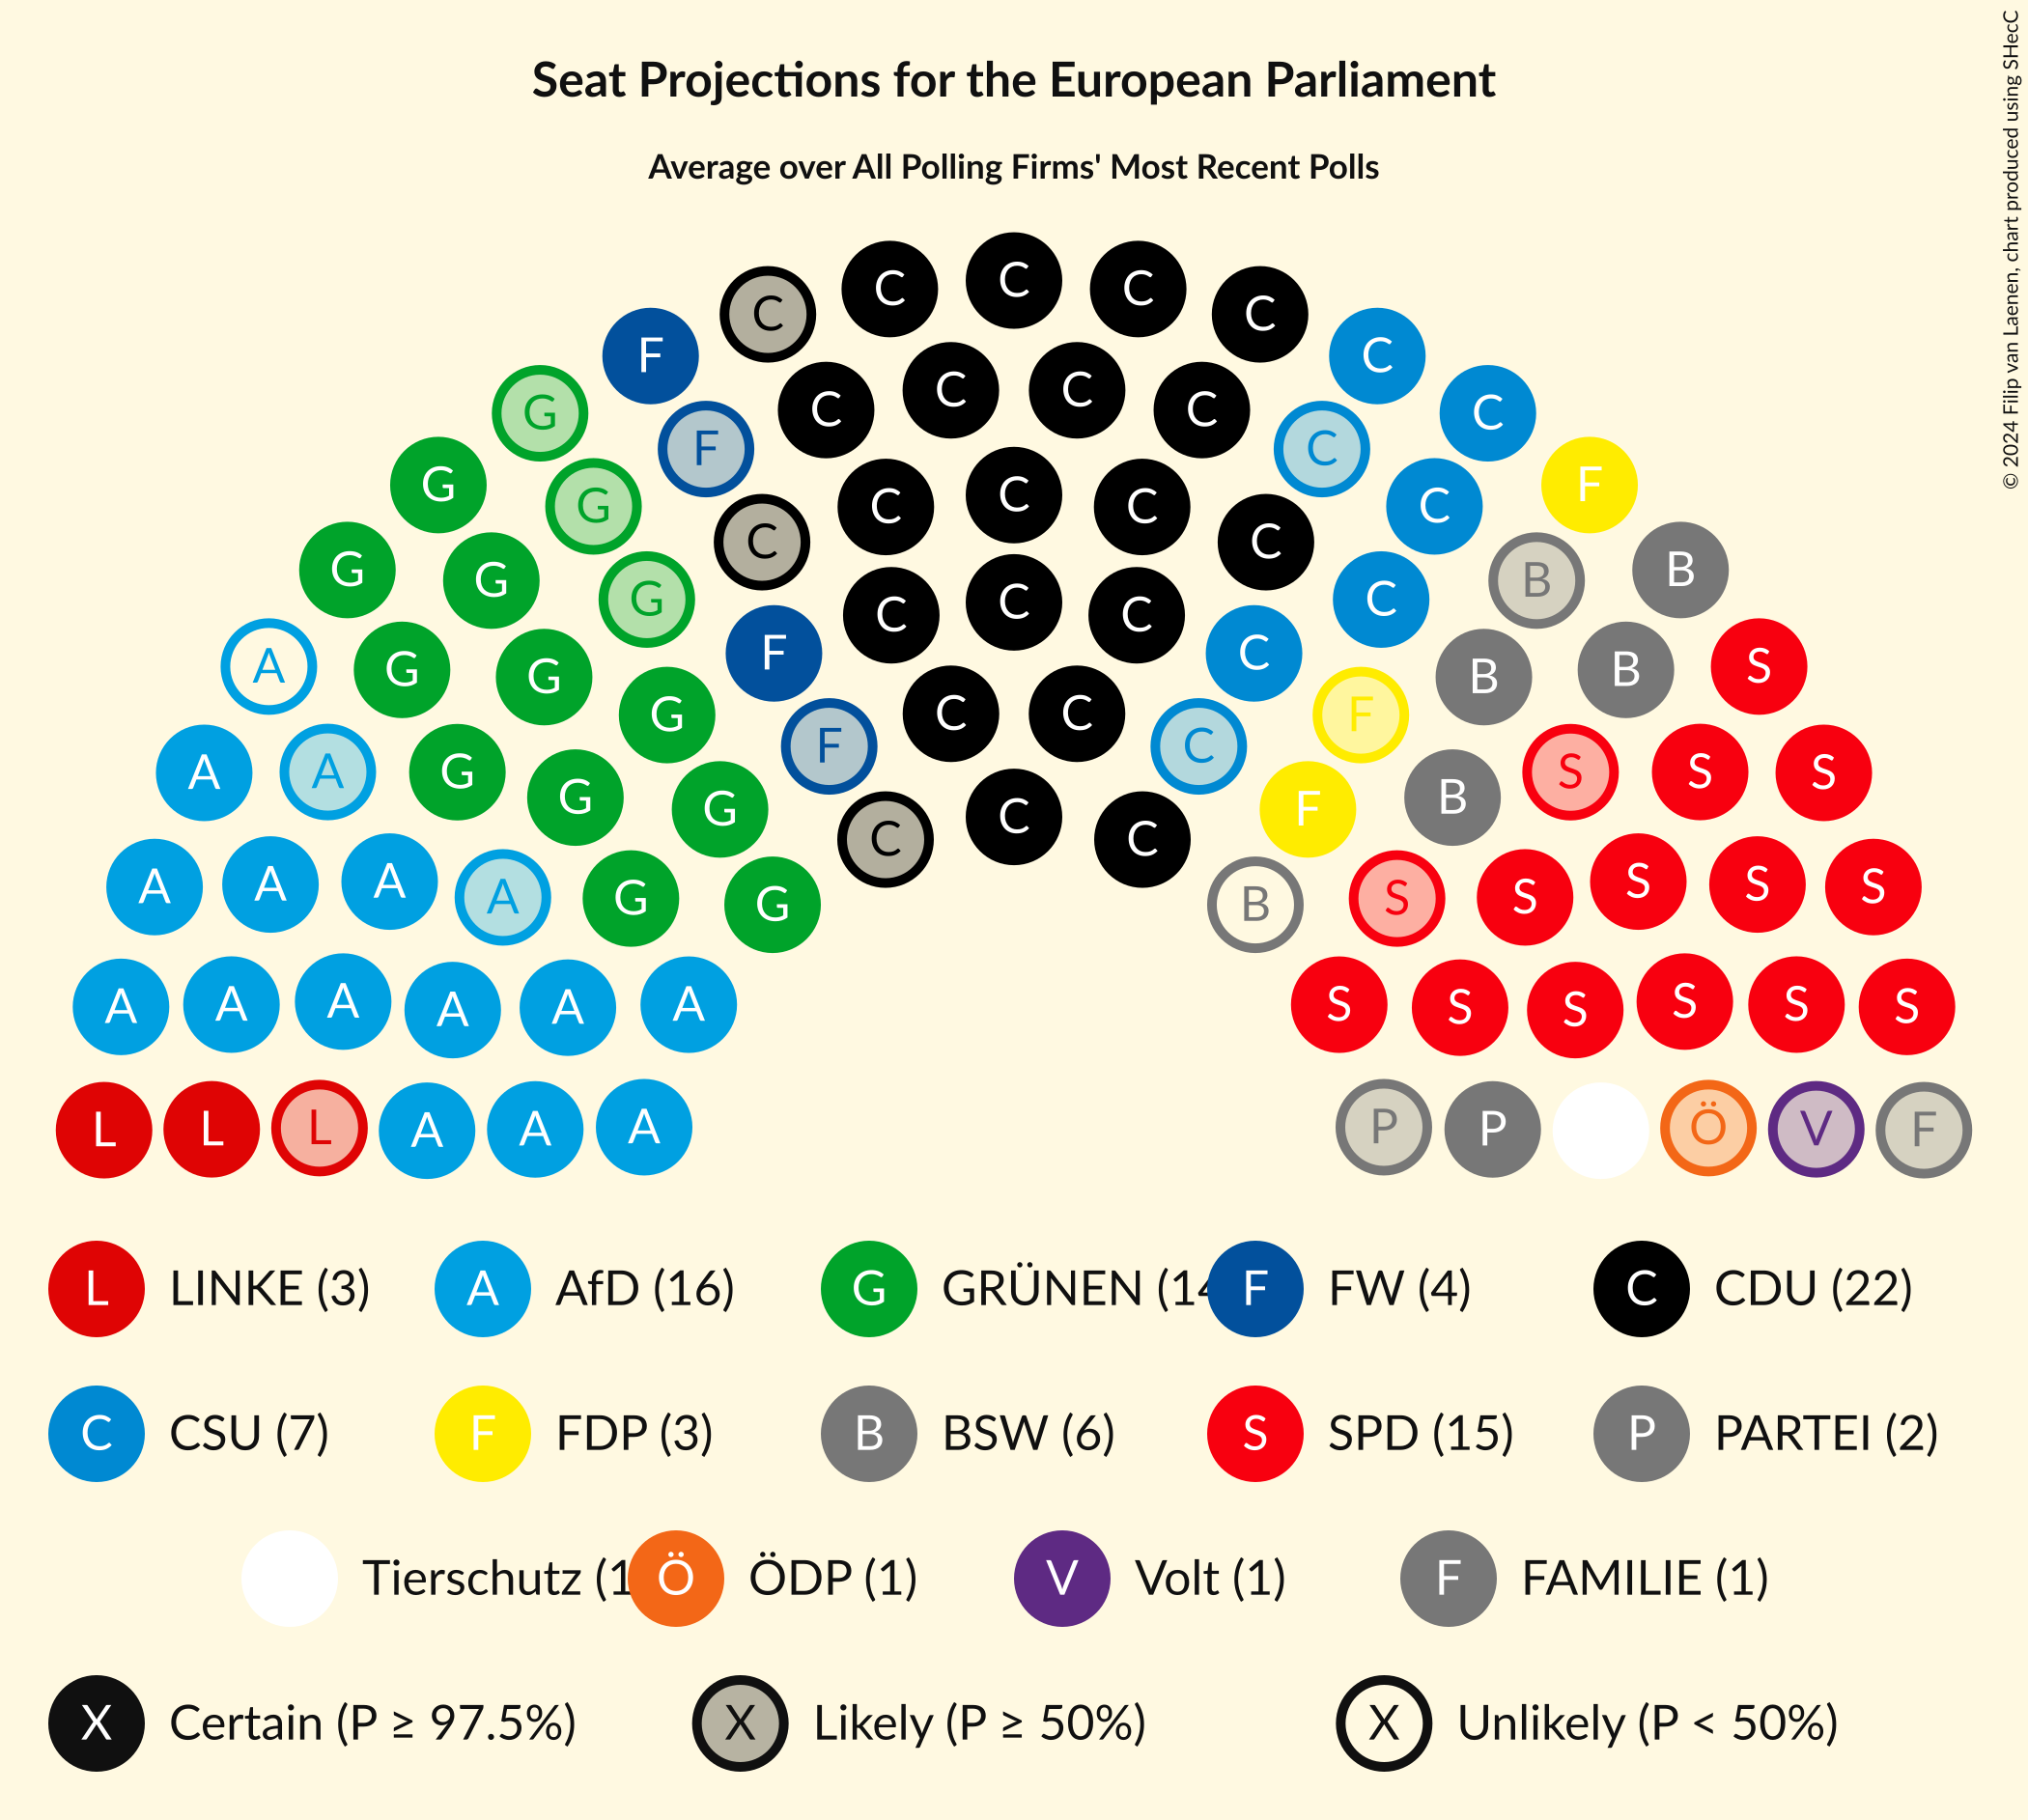 Seat Projections for the European Parliament
Average over All Polling Firms' Most Recent Polls
© 2024 Filip van Laenen, chart produced using SHecC
C
C C
C C
F C
C C
G C C C
F C
G C F
G C C C
C C
G B
G B
G C C
C C
F C
A S
G B
G B
G C C F
F C
A A G S S S
G B
G C F
C C
A A A S S S
A G S S
G B
A A A A A A S S S S S S
L L L A A A P P Ö V F
L LINKE (3) A AfD (16) G GRÜNEN (14 F FW (4) C CDU (22)
C CSU (7) F FDP (3) B BSW (6) S SPD (15) P PARTEI (2)
Tierschutz (1 Ö ÖDP (1) V Volt (1) F FAMILIE (1)
X Certain (P ≥ 97.5%) X Likely (P ≥ 50%) X Unlikely (P < 50%)